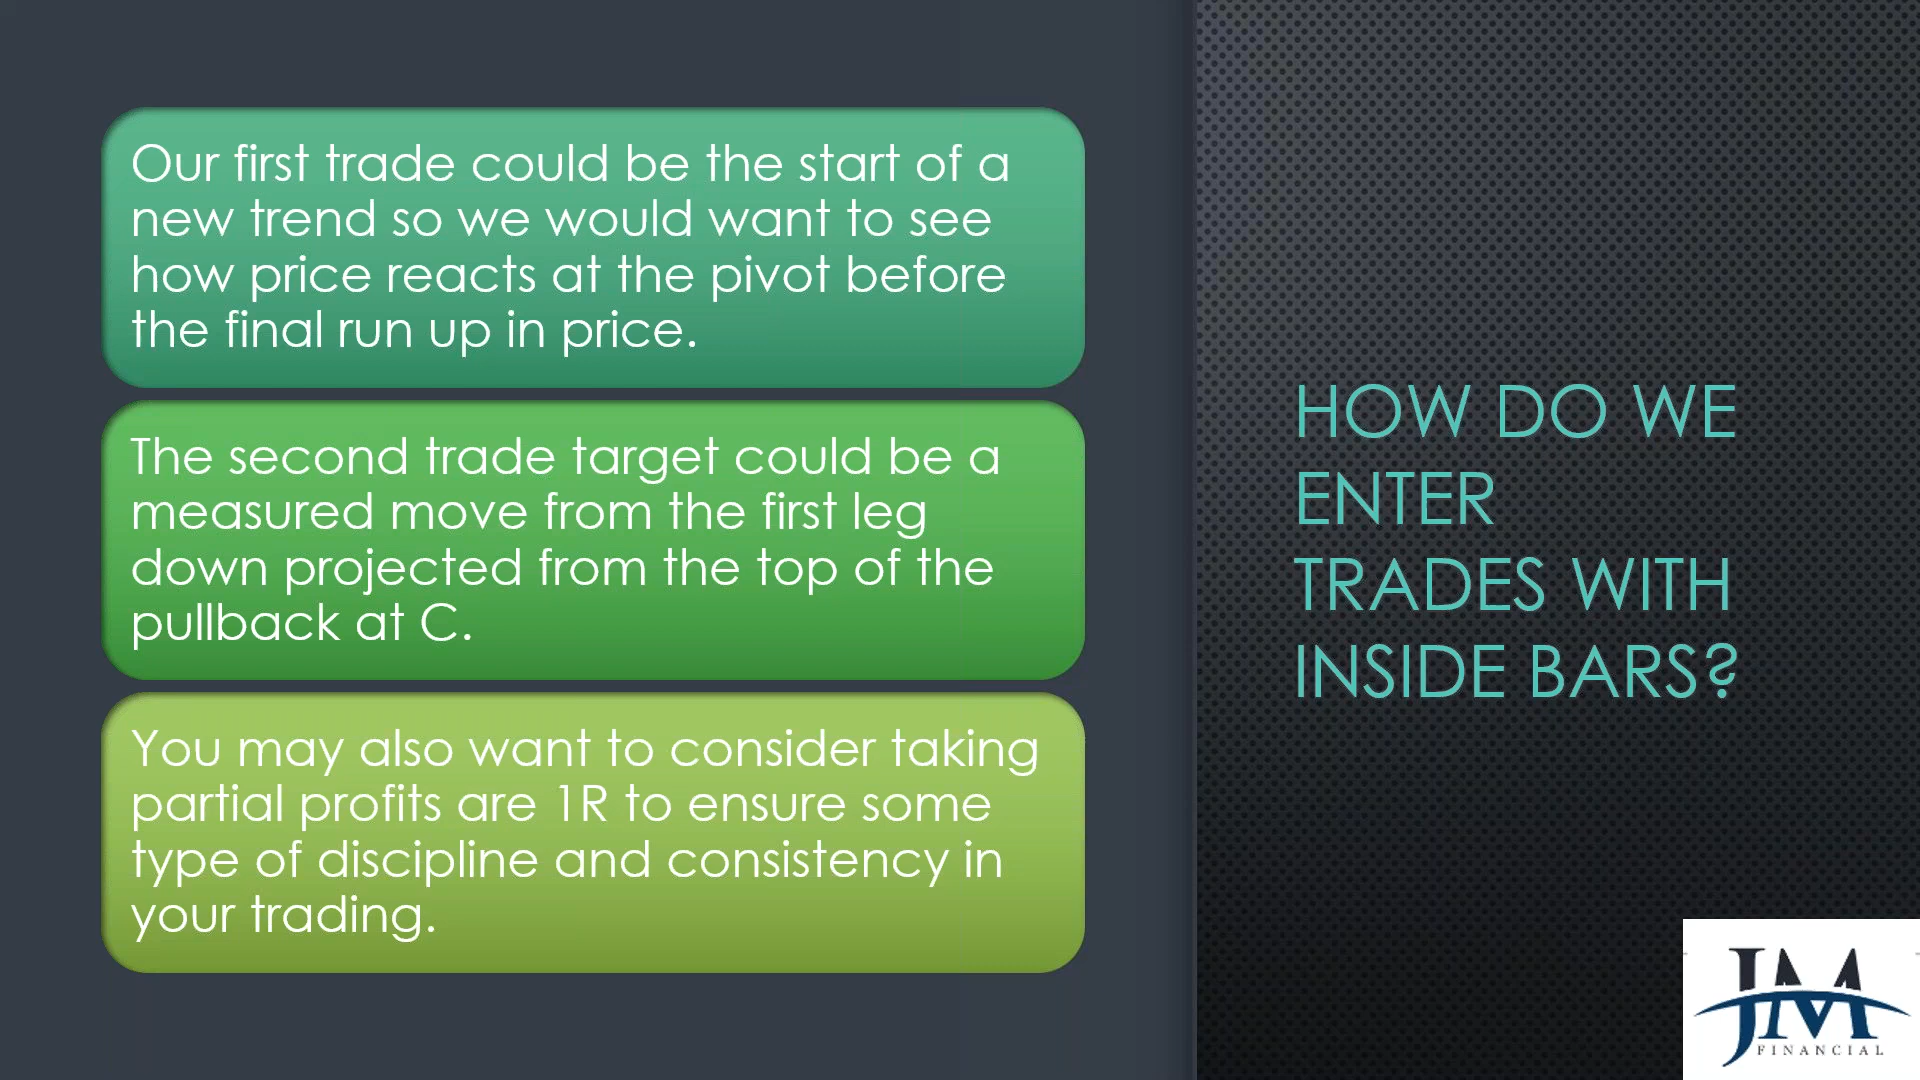 Our first trade could be the start of a
new trend so we would want to see
how price reacts at the pivot before
the final run up in price.
The second trade target could be a
measured move from the first leg
down projected from the top of the
pullback at C.
You may also want to consider taking
partial profits are 1R to ensure some
type of discipline and consistency in
your trading.
HOW DO WE
ENTER
TRADES WITH
INSIDE BARS?
JM
FINANCIAL